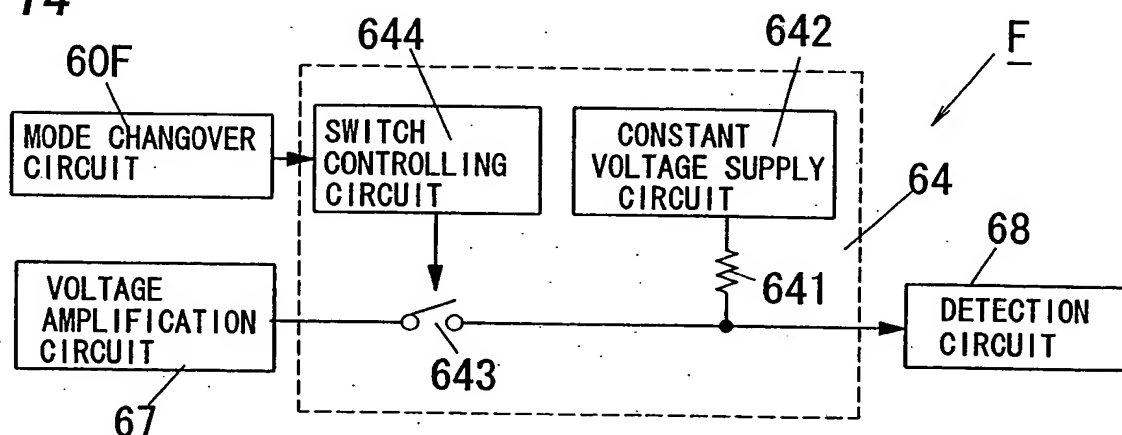 14
644
642
F
60F
MODE CHANGOVER
CIRCUIT
SWITCH
CONTROLLING
CIRCUIT
CONSTANT
VOLTAGE SUPPLY
CIRCUIT
64
68
641
VOLTAGE
AMPLIFICATION
CIRCUIT
DETECTION
CIRCUIT
643
67